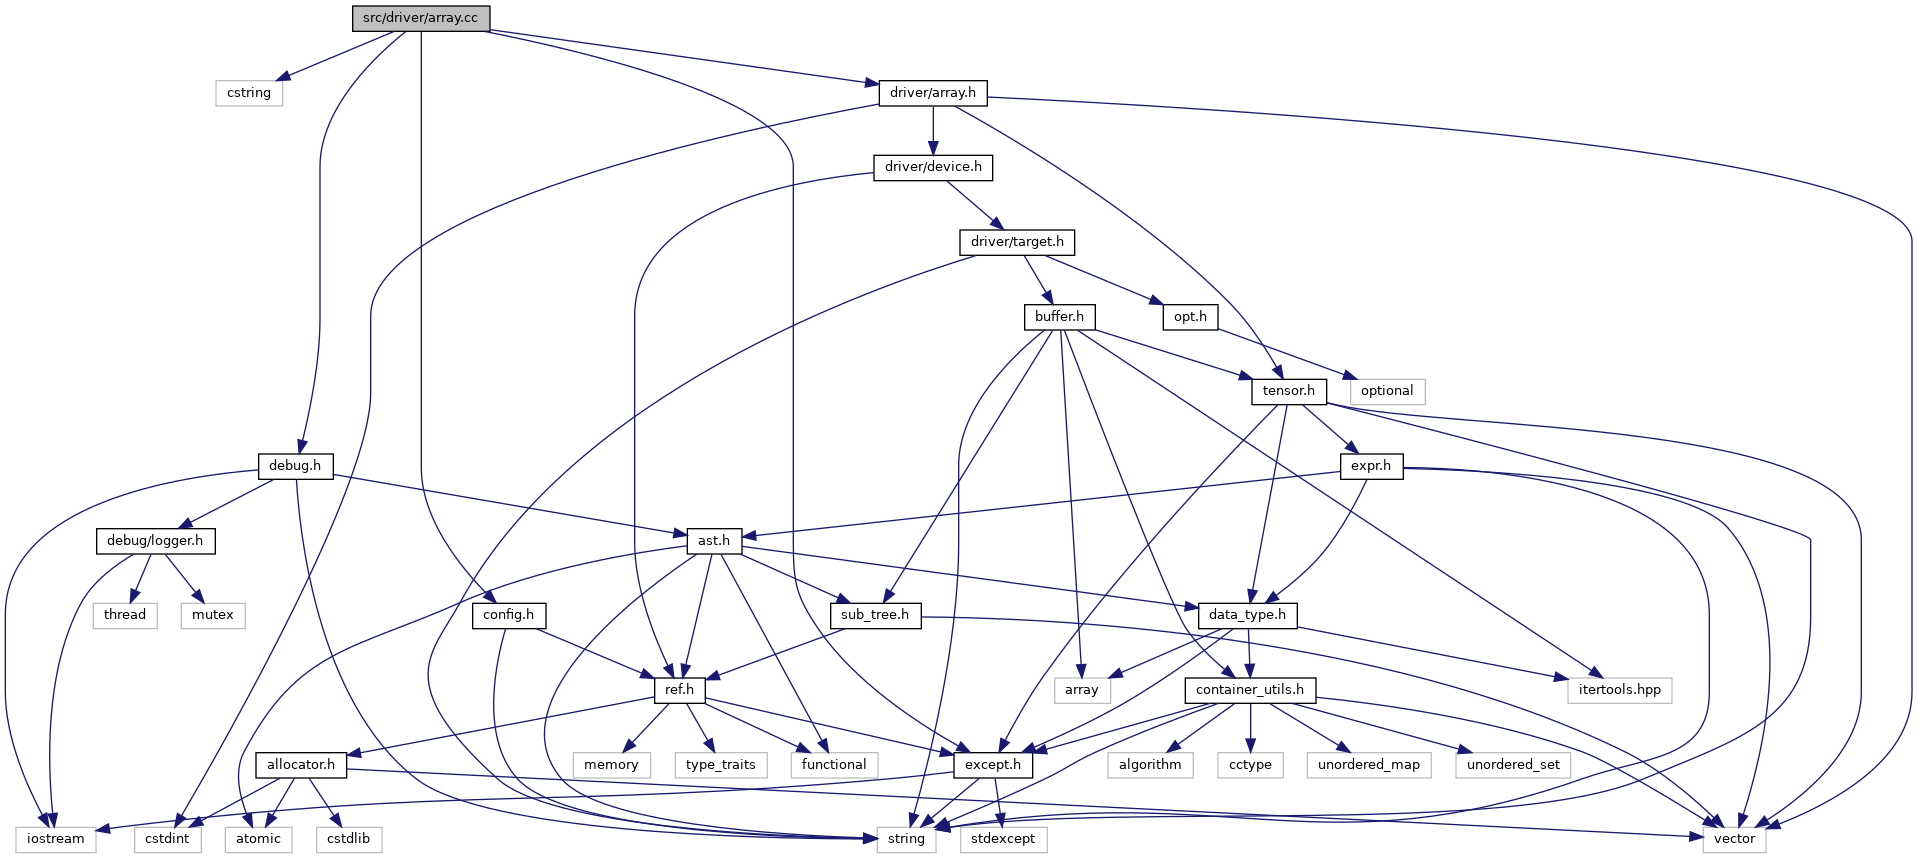 src/driver/array.cc
cstring
driver/array.h
driver/device.h
driver/target.h
buffer.h
opt.h
tensor.h
optional
debug.h
expr.h
debug/logger.h
ast.h
thread
mutex
config.h
sub_tree.h
data_type.h
ref.h
array
container_utils.h
itertools.hpp
allocator.h
memory
type_traits
functional
except.h
algorithm
cctype
unordered_map
unordered_set
iostream
cstdint
atomic
cstdlib
string
stdexcept
vector